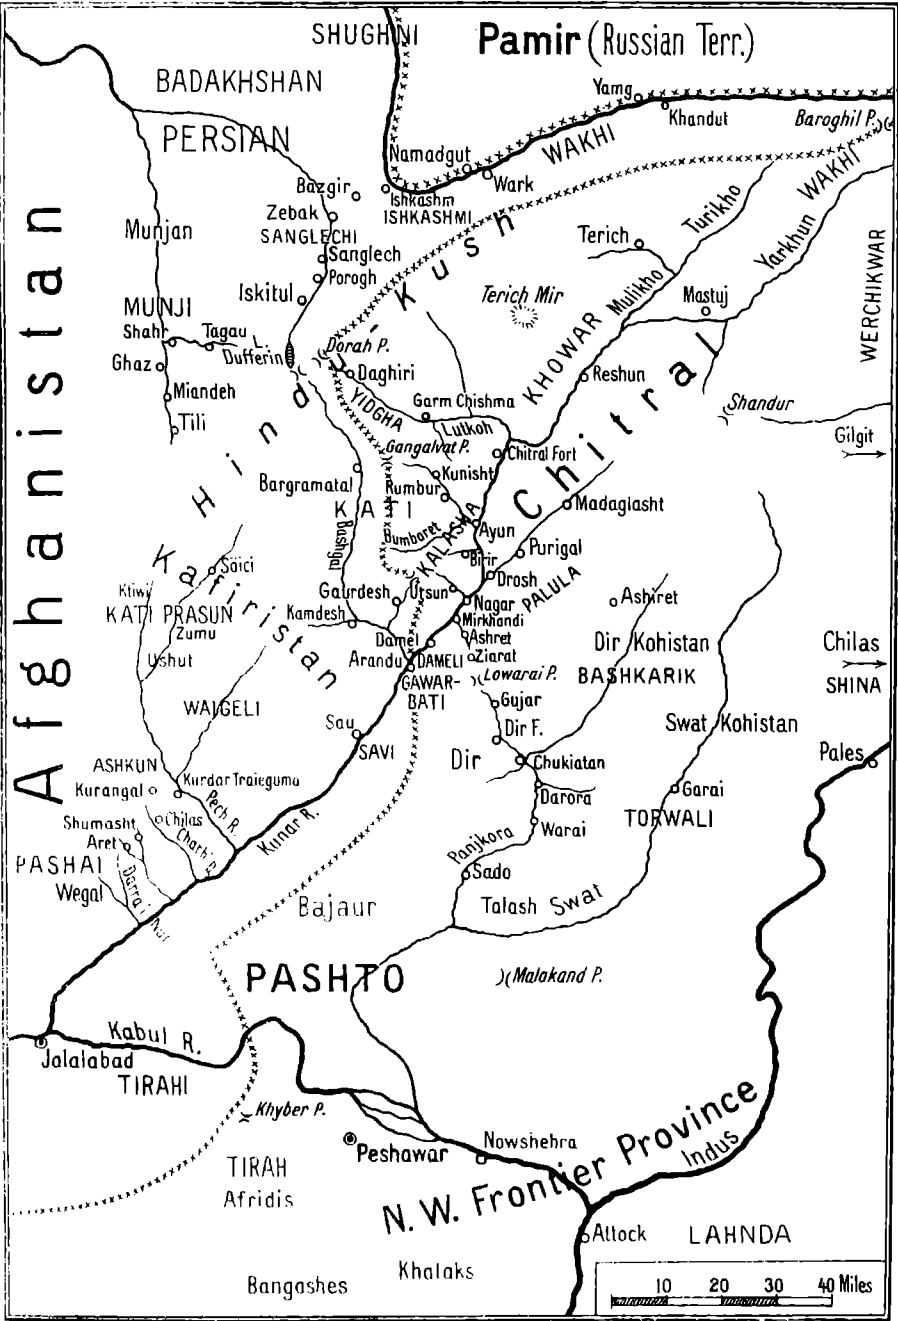 SHUGHNI
Pamir (Russian Terr.)
BADAKHSHAN
Yamg
Khandut
Baroghil P.
PERSIAN
WAKHI
Namadgut
Wark
WAKHI
Bazgir
Ishkashm
ISHKASHMI
Zebak
Turikho
Munjan
SANGLECHI
Sanglech
Terich
Yarkhun
Porogh
Iskitul
Mulikho
Terich Mir
Mastuj
WERCHIKWAR
MUNJI
Shahr
Tagau
L.
Dufferin
Dorah P.
KHOWAR
Ghaz
Daghiri
Reshun
Miandeh
YIDGHA
Garm Chishma
Shandur
Tili
Lutkoh
Gangalvat P.
Chitral Fort
Gilgit
Hindu-Kush
Chitral
Afghanistan
Bargramatal
Kunisht
Rumbur
Madaglasht
KATI
Bashgal
Bumboret
KALASHA
Ayun
Birir
Purigal
Kafiristan
Soici
Ktiwi
KATI PRASUN
Zumu
Ushut
Gaurdesh
Utsun
Drosh
Nagar
PALULA
Ashiret
Kamdesh
Mirkhandi
Damel
Ashret
Dir Kohistan
Chilas
Arandu
DAMELI
Ziarat
BASHKARIK
SHINA
GAWAR-
BATI
Lowarai P.
WAIGELI
Gujar
Sau
SAVI
Dir F.
Swat Kohistan
Dir
Chukiatan
Pales
ASHKUN
Kurdar Traieguma
Kurangal
Darora
Garai
Pech R.
Kunar R.
Shumasht
Chilas
Warai
TORWALI
Aret
PASHAI
Panjkora
Wegal
Sado
Darra i Nur
Bajaur
Talash
Swat
PASHTO
Malakand P.
Kabul R.
Jalalabad
TIRAHI
Khyber P.
Peshawar
Nowshehra
N.W. Frontier Province
Indus
TIRAH
Afridis
Attock
LAHNDA
Khalaks
Bangashes
10 20 30 40 Miles